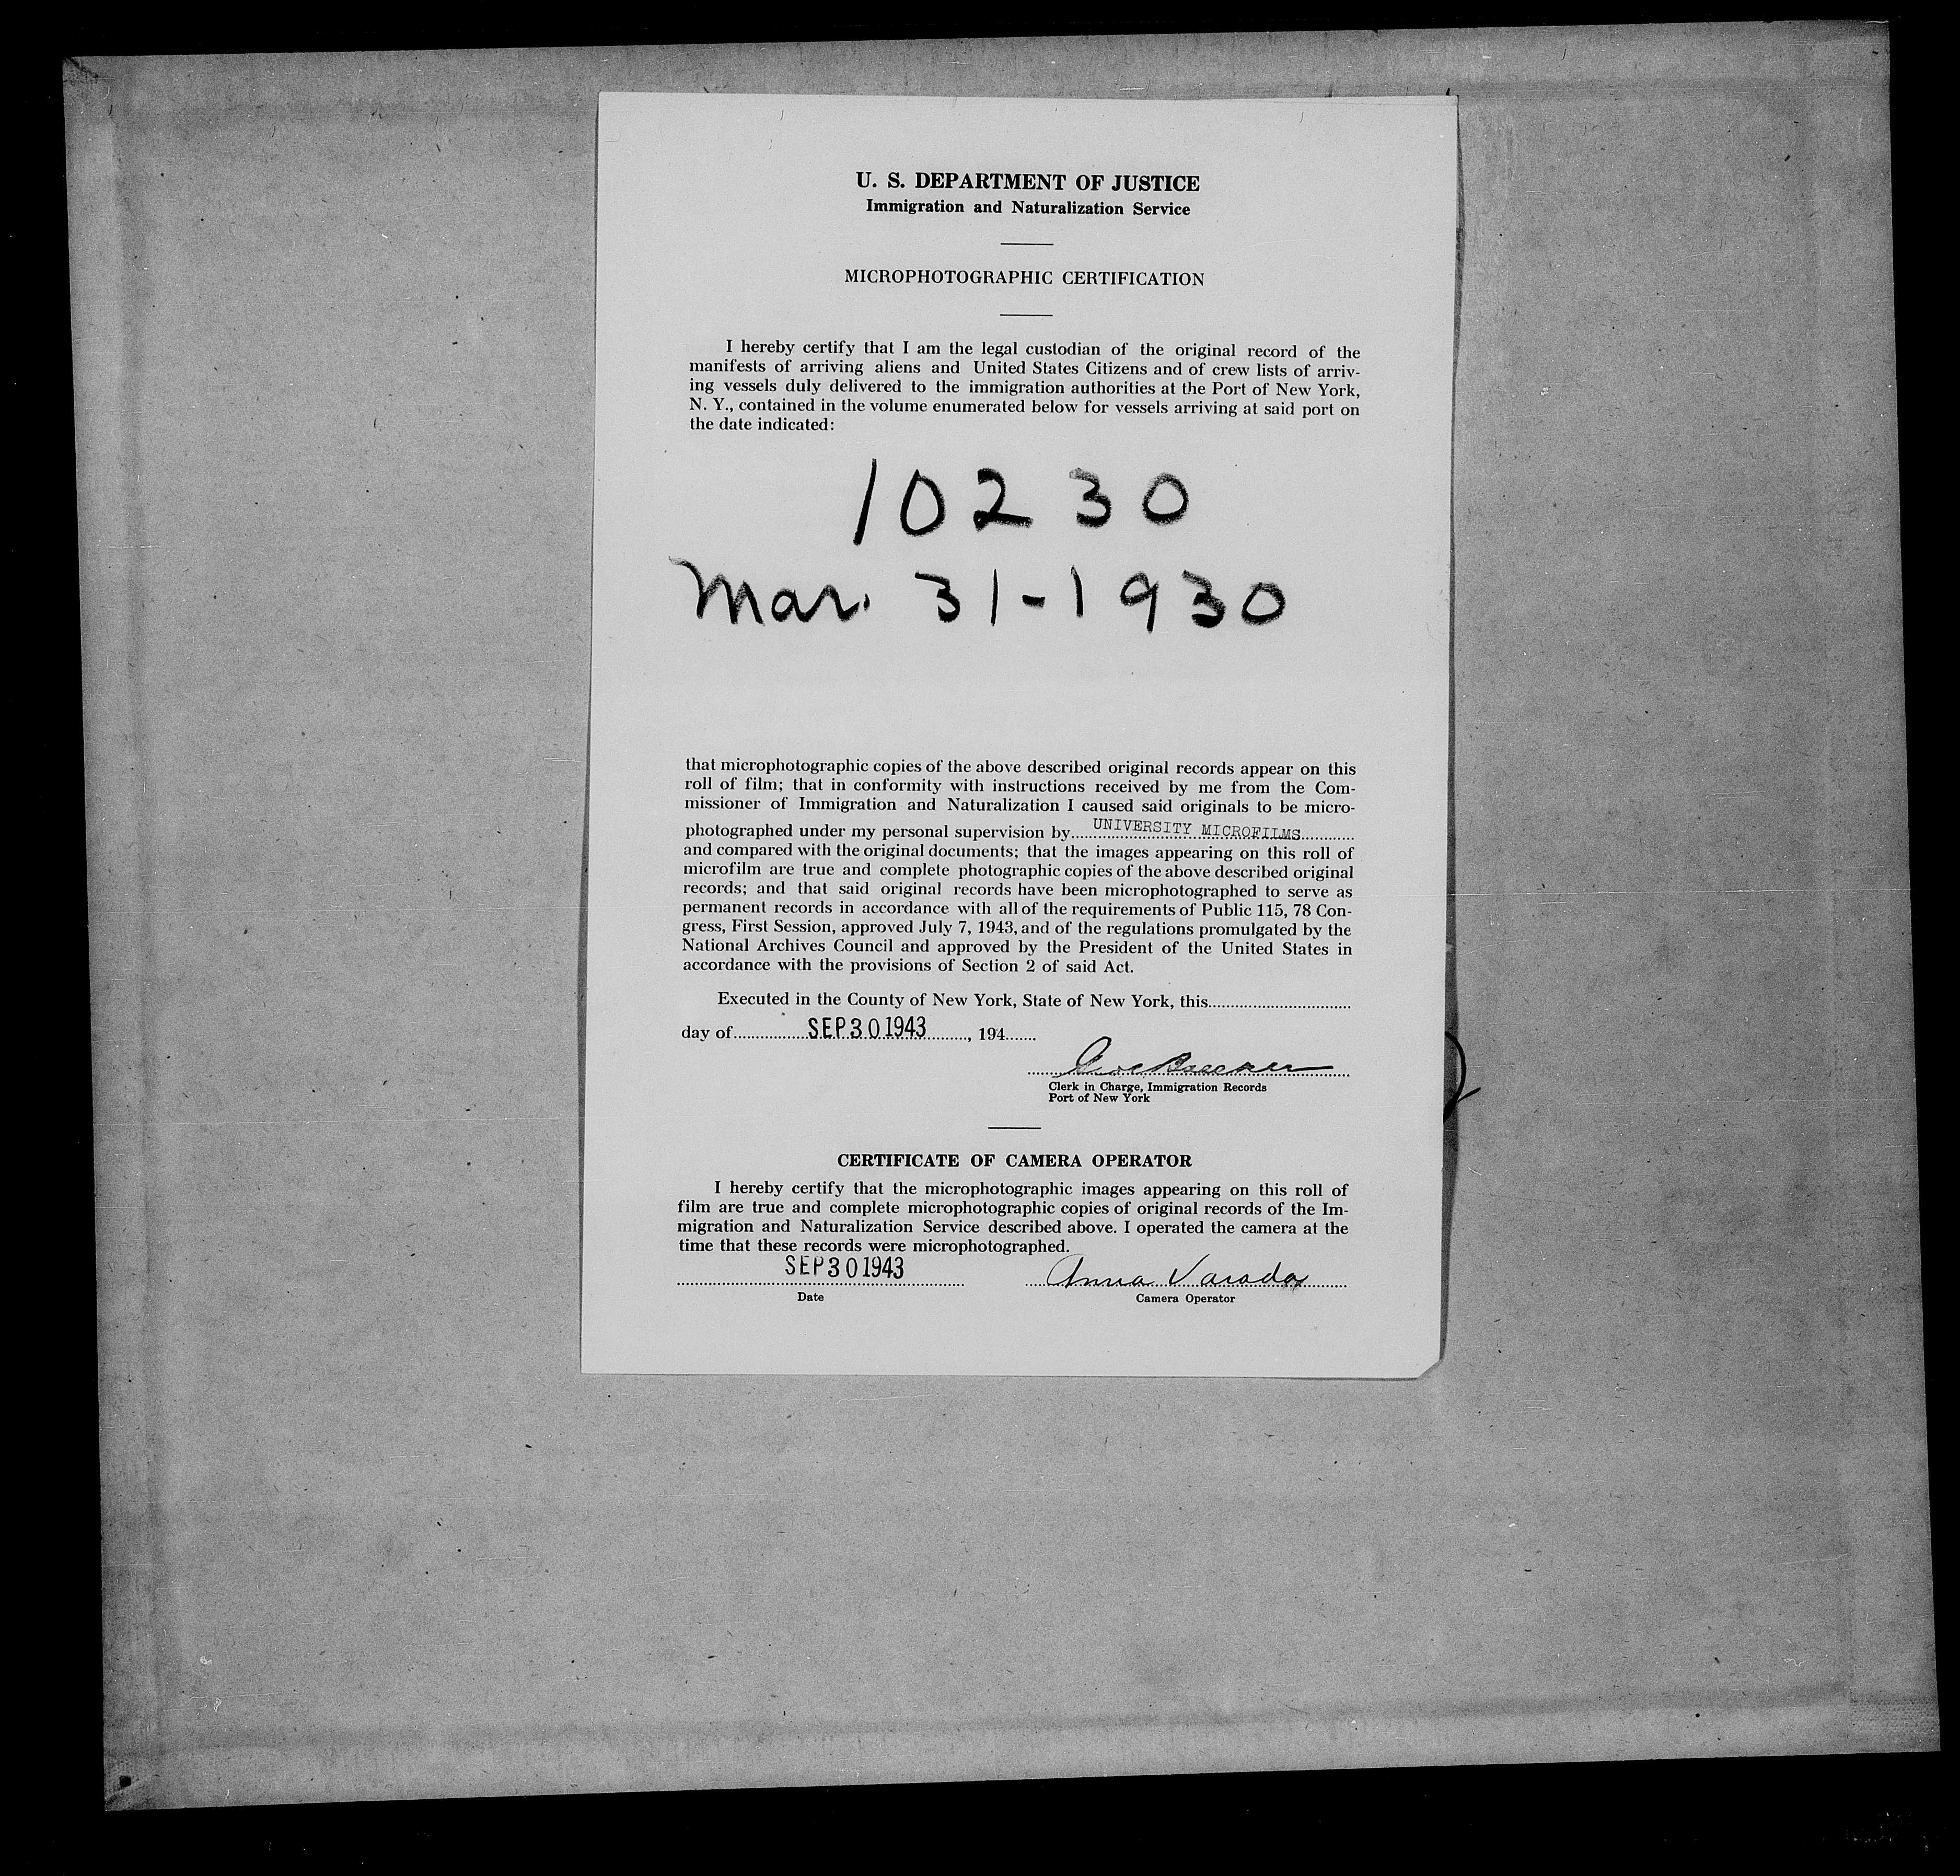 U. S. DEPARTMENT OF JUSTICE
Immigration and Naturalization Service
MICROPHOTOGRAPHIC CERTIFICATION
I hereby certify that I am the legal custodian of the original record of the
manifests of arriving aliens and United States Citizens and of crew lists of arriv-
ing vessels duly delivered to the immigration authorities at the Port of New York,
N. Y., contained in the volume enumerated below for vessels arriving at said port on
the date indicated:
10230
Mar. 31-1930
that microphotographic copies of the above described original records appear on this
roll of film; that in conformity with instructions received by me from the Com-
missioner of Immigration and Naturalization I caused said originals to be micro-
photographed under my personal supervision by UNIVERSITY MICROFILMS
and compared with the original documents; that the images appearing on this roll of
microfilm are true and complete photographic copies of the above described original
records; and that said original records have been microphotographed to serve as
permanent records in accordance with all of the requirements of Public 115, 78 Con-
gress, First Session, approved July 7, 1943, and of the regulations promulgated by the
National Archives Council and approved by the President of the United States in
accordance with the provisions of Section 2 of said Act.
Executed in the County of New York, State of New York, this
day of SEP 30 1943, 194
Clerk in Charge, Immigration Records
Port of New York
CERTIFICATE OF CAMERA OPERATOR
I hereby certify that the microphotographic images appearing on this roll of
film are true and complete microphotographic copies of original records of the Im-
migration and Naturalization Service described above. I operated the camera at the
time that these records were microphotographed.
SEP 30 1943 Anna
Date Camera Operator